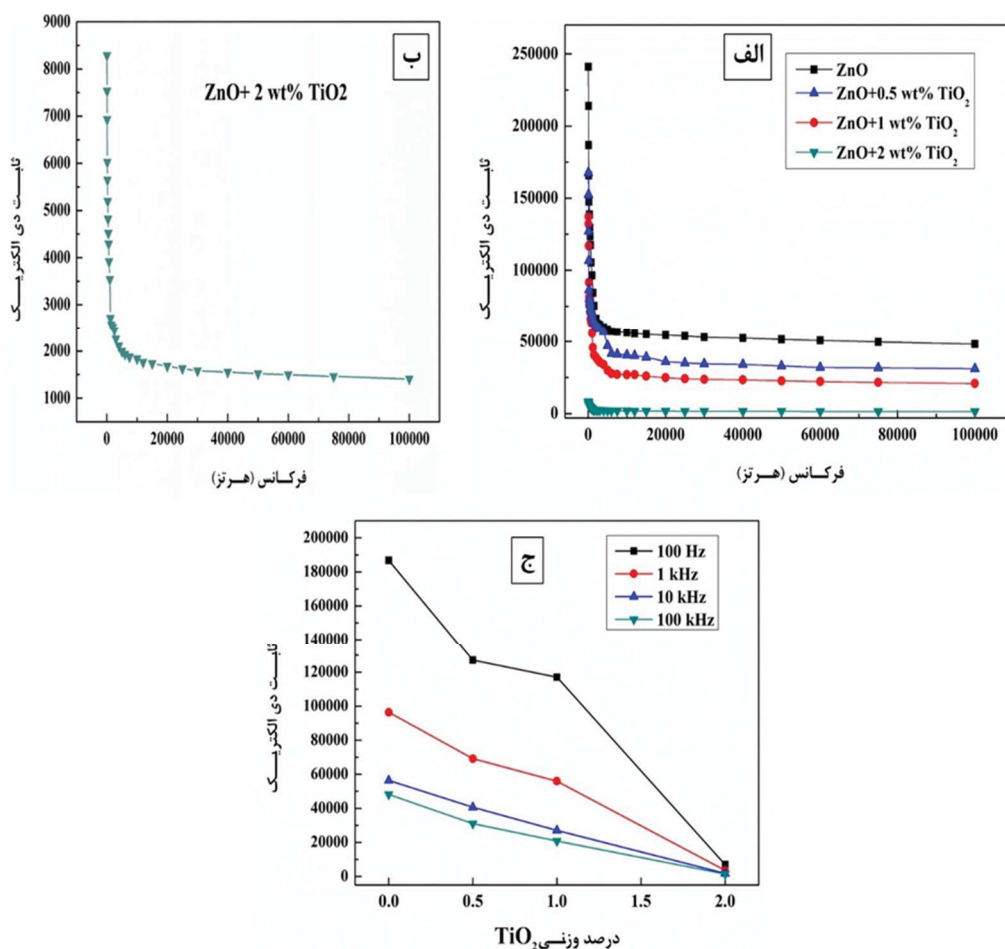 الف
ZnO
ZnO+0.5 wt% TiO₂
ZnO+1 wt% TiO₂
ZnO+2 wt% TiO₂
250000
200000
150000
100000
50000
0
ثابت دی الکتریک
0 20000 40000 60000 80000 100000
فرکانس (هرتز)
ب
ZnO+ 2 wt% TiO2
9000
8000
7000
6000
5000
4000
3000
2000
1000
ثابت دی الکتریک
0 20000 40000 60000 80000 100000
فرکانس (هرتز)
ج
100 Hz
1 kHz
10 kHz
100 kHz
200000
180000
160000
140000
120000
100000
80000
60000
40000
20000
0
ثابت دی الکتریک
0.0 0.5 1.0 1.5 2.0
درصد وزنی TiO₂